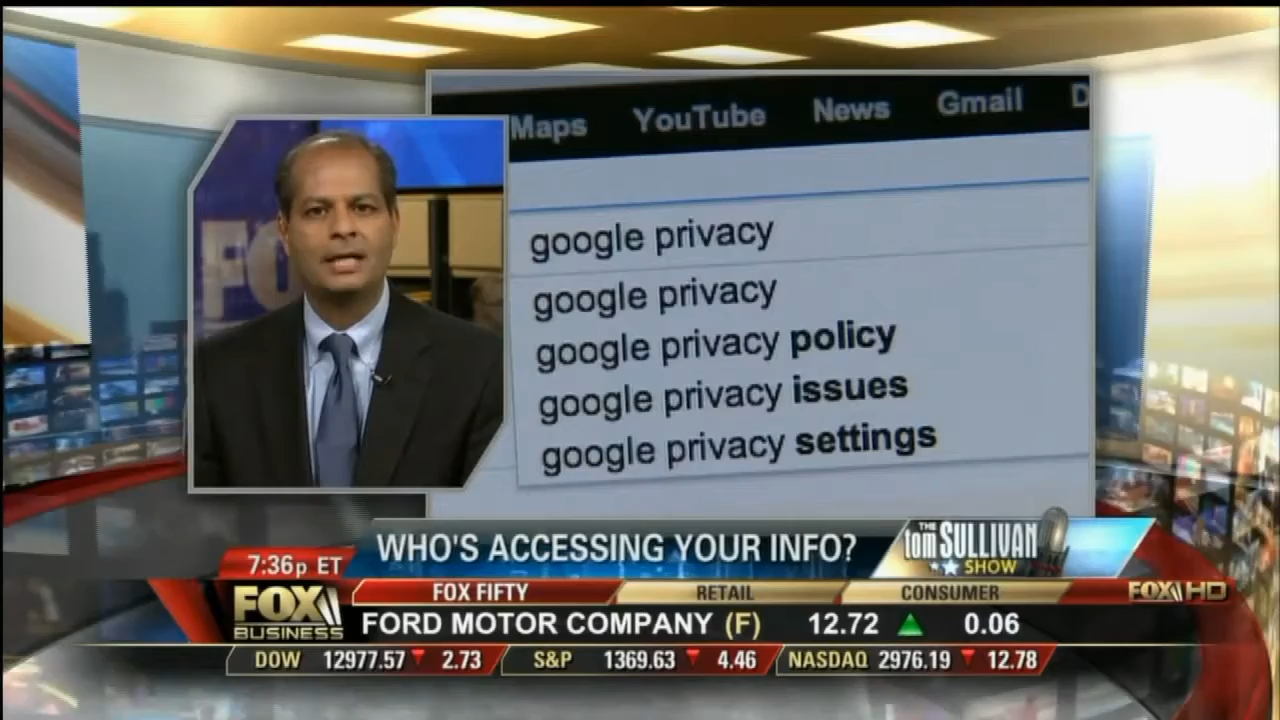 Maps YouTube News Gmail D
google privacy
google privacy
google privacy policy
google privacy issues
google privacy settings
FO
WHO'S ACCESSING YOUR INFO?
THE
tom SULLIVAN
SHOW
7:36p ET
FOX FIFTY RETAIL CONSUMER
FOX HD
FOX
BUSINESS
FORD MOTOR COMPANY (F) 12.72 ▲ 0.06
DOW 12977.57 ▼ 2.73 S&P 1369.63 ▼ 4.46 NASDAQ 2976.19 ▼ 12.78